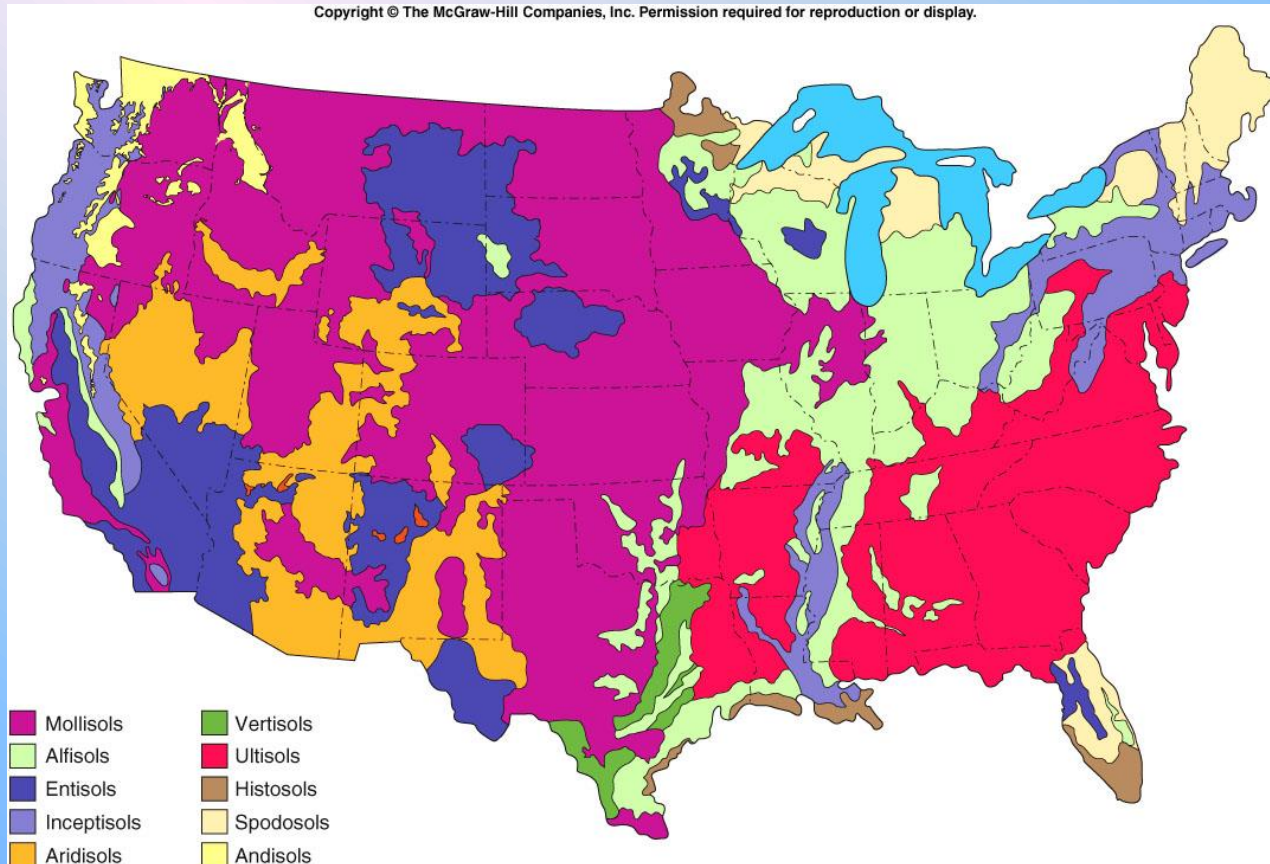 Copyright © The McGraw-Hill Companies, Inc. Permission required for reproduction or display.
Mollisols
Alfisols
Entisols
Inceptisols
Aridisols
Vertisols
Ultisols
Histosols
Spodosols
Andisols